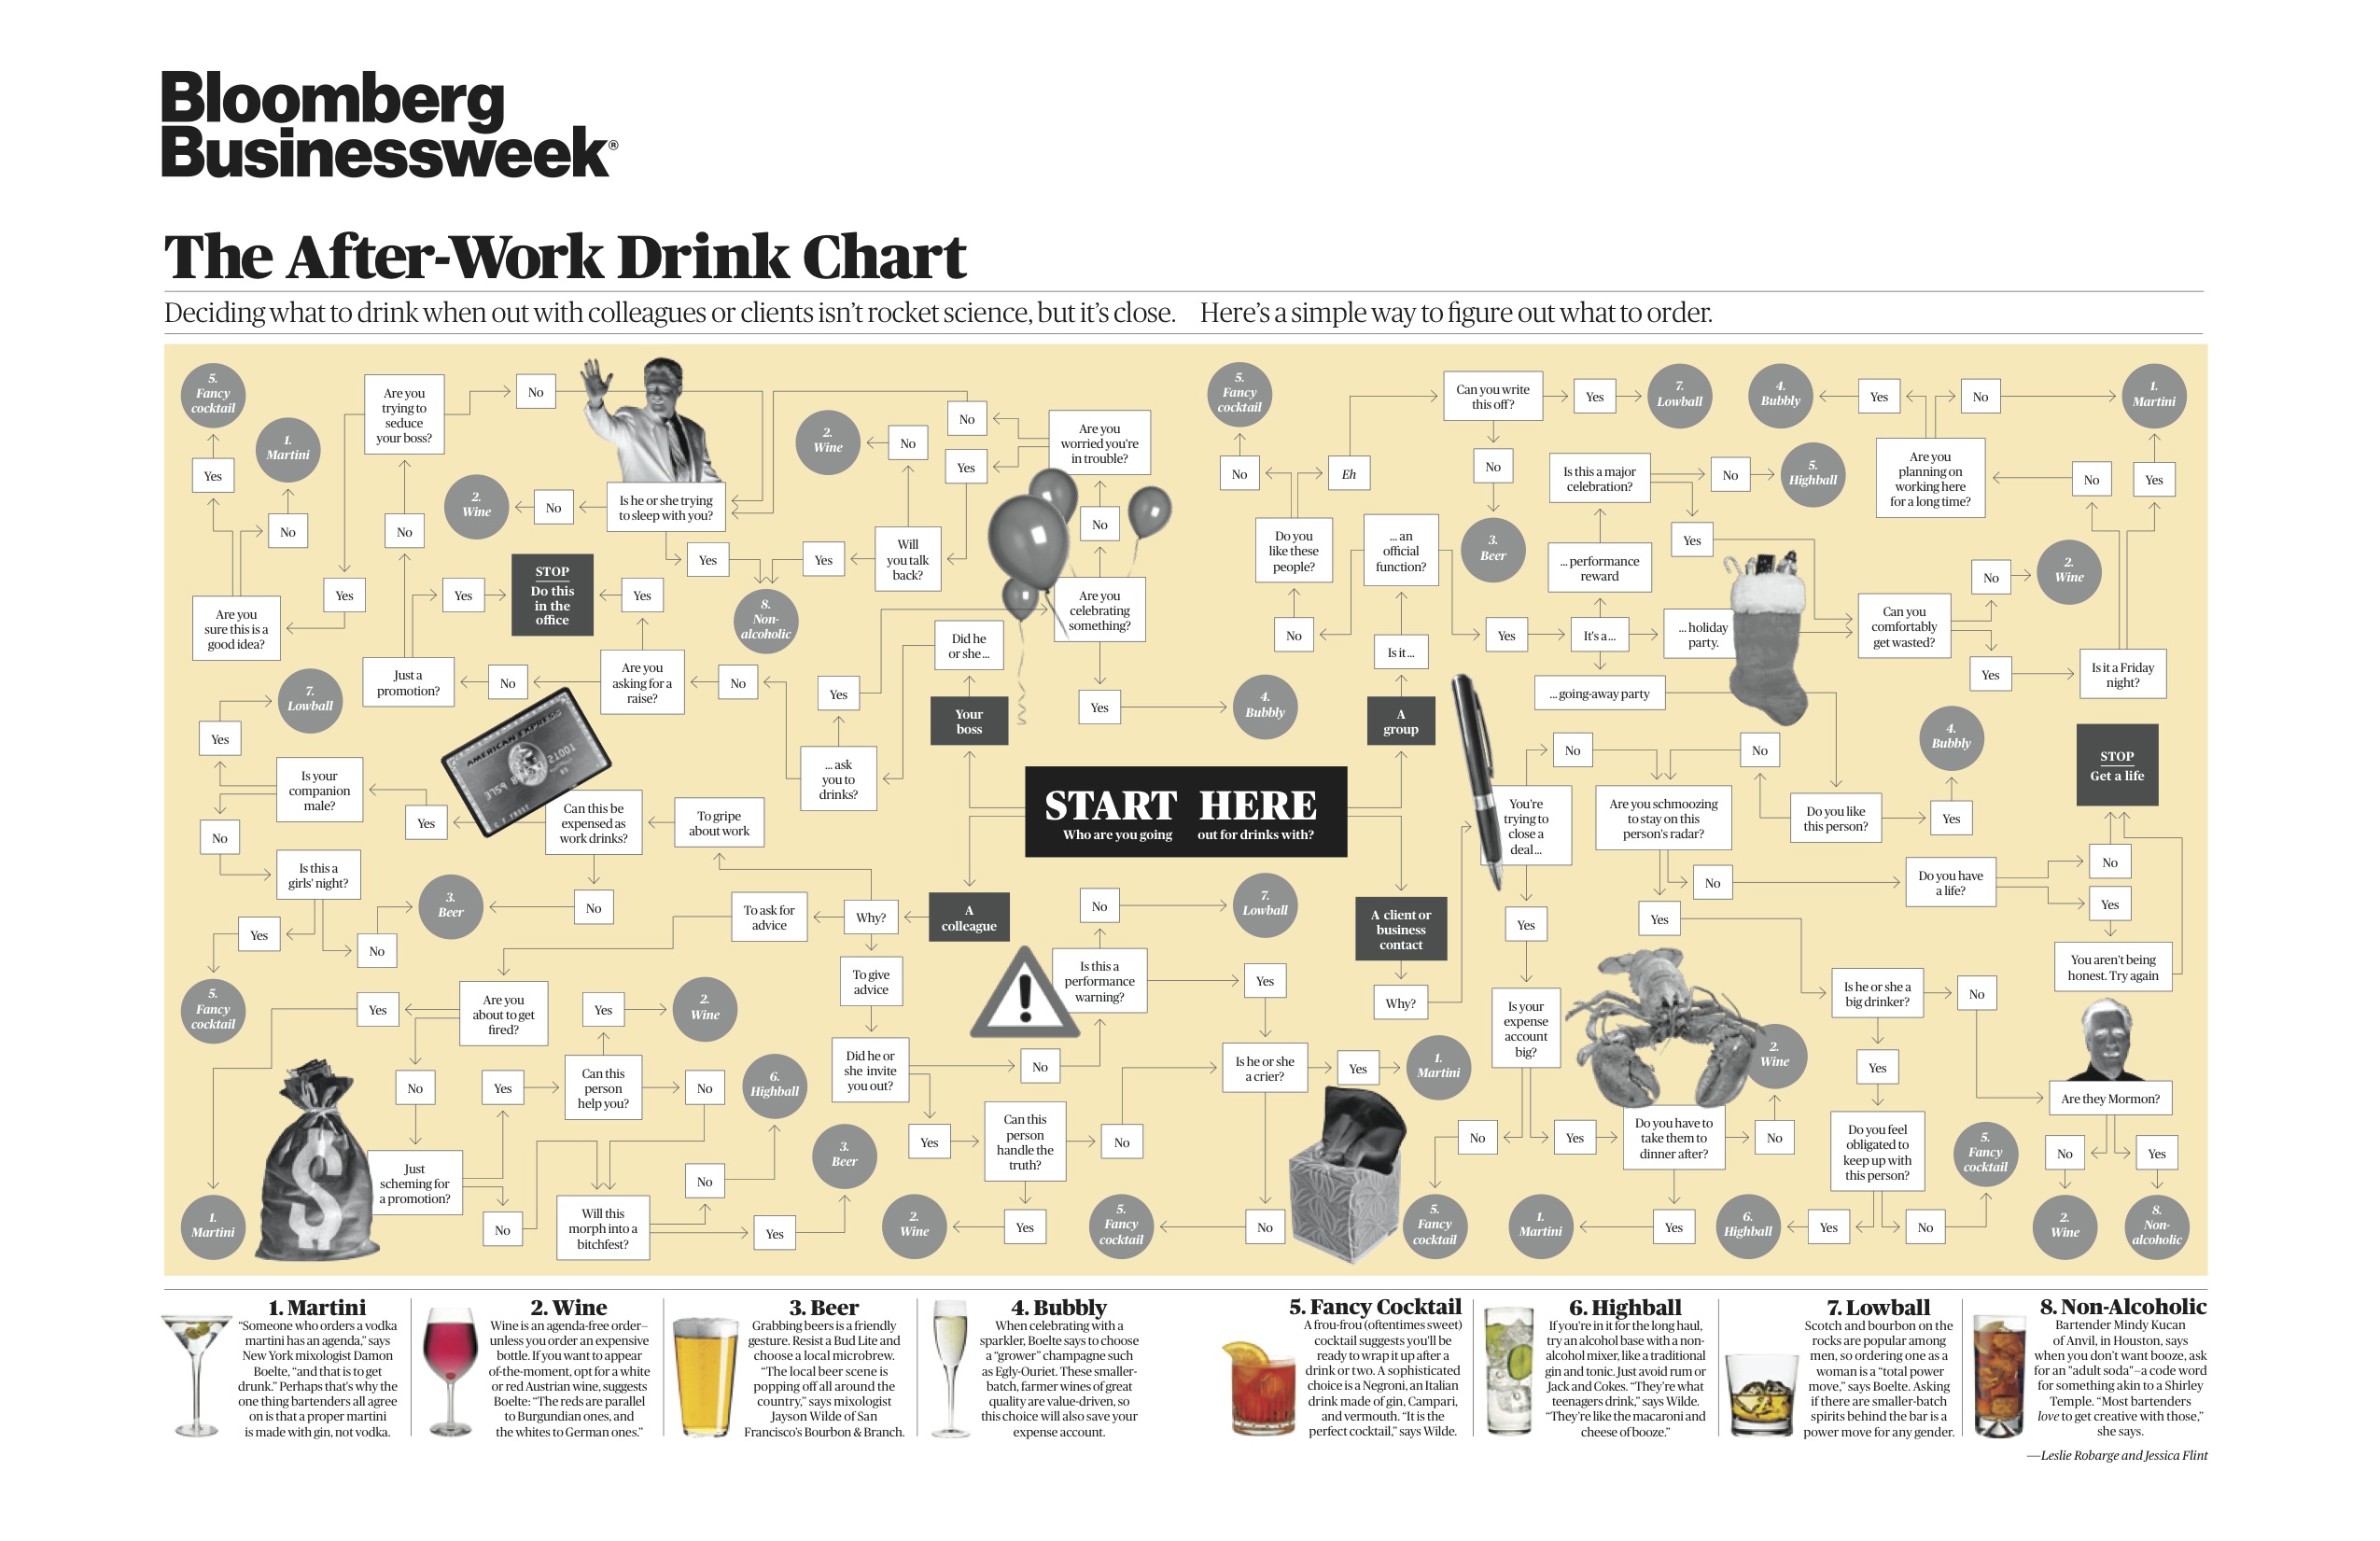 Bloomberg
Businessweek®
The After-Work Drink Chart
Deciding what to drink when out with colleagues or clients isn't rocket science, but it's close. Here's a simple way to figure out what to order.
5.
Fancy
cocktail
Yes
1.
Martini
No
Are you
sure this is a
good idea?
Are you
trying to
seduce
your boss?
No
No
Yes
2.
Wine
No
Is he or she trying
to sleep with you?
Yes
Yes
STOP
Do this
in the
office
Yes
8.
Non-
alcoholic
Yes
Will
you talk
back?
No
2.
Wine
No
Yes
Are you
worried you're
in trouble?
No
Are you
celebrating
something?
Yes
4.
Bubbly
Did he
or she...
Your
boss
Yes
... ask
you to
drinks?
No
Are you
asking for a
raise?
No
Just a
promotion?
7.
Lowball
Yes
Is your
companion
male?
No
Is this a
girls' night?
Yes
No
5.
Fancy
cocktail
3.
Beer
AMERICAN EXPRESS
Yes
Can this be
expensed as
work drinks?
No
To gripe
about work
To ask for
advice
Why?
A
colleague
START HERE
Who are you going out for drinks with?
To give
advice
Did he or
she invite
you out?
No
Is this a
performance
warning?
No
7.
Lowball
Yes
Is he or she
a crier?
Yes
1.
Martini
No
5.
Fancy
cocktail
Yes
Can this
person
handle the
truth?
No
Yes
2.
Wine
Are you
about to get
fired?
Yes
1.
Martini
No
$
Just
scheming for
a promotion?
Yes
Can this
person
help you?
Yes
2.
Wine
No
No
Will this
morph into a
bitchfest?
No
6.
Highball
Yes
3.
Beer
5.
Fancy
cocktail
No
Eh
Do you
like these
people?
No
... an
official
function?
Is it ...
A
group
Can you write
this off?
Yes
7.
Lowball
No
3.
Beer
Yes
It's a ...
... performance
reward
Is this a major
celebration?
No
5.
Highball
Yes
... holiday
party.
... going-away party
Can you
comfortably
get wasted?
No
2.
Wine
Yes
Is it a Friday
night?
No
Yes
Are you
planning on
working here
for a long time?
Yes
4.
Bubbly
No
1.
Martini
Do you like
this person?
Yes
4.
Bubbly
No
A client or
business
contact
Why?
You're
trying to
close a
deal...
No
Yes
Are you schmoozing
to stay on this
person's radar?
No
Yes
Do you have
a life?
No
Yes
STOP
Get a life
You aren't being
honest. Try again
Is your
expense
account
big?
No
5.
Fancy
cocktail
Yes
Do you have to
take them to
dinner after?
No
2.
Wine
Yes
1.
Martini
Is he or she a
big drinker?
No
Yes
Do you feel
obligated to
keep up with
this person?
Yes
6.
Highball
No
5.
Fancy
cocktail
Are they Mormon?
No
Yes
2.
Wine
8.
Non-
alcoholic
1. Martini
"Someone who orders a vodka
martini has an agenda," says
New York mixologist Damon
Boelte, "and that is to get
drunk." Perhaps that's why the
one thing bartenders all agree
on is that a proper martini
is made with gin, not vodka.
2. Wine
Wine is an agenda-free order—
unless you order an expensive
bottle. If you want to appear
of-the-moment, opt for a white
or red Austrian wine, suggests
Boelte: "The reds are parallel
to Burgundian ones, and
the whites to German ones."
3. Beer
Grabbing beers is a friendly
gesture. Resist a Bud Lite and
choose a local microbrew.
"The local beer scene is
popping off all around the
country," says mixologist
Jayson Wilde of San
Francisco's Bourbon & Branch.
4. Bubbly
When celebrating with a
sparkler, Boelte says to choose
a "grower" champagne such
as Egly-Ouriet. These smaller-
batch, farmer wines of great
quality are value-driven, so
this choice will also save your
expense account.
5. Fancy Cocktail
A frou-frou (oftentimes sweet)
cocktail suggests you'll be
ready to wrap it up after a
drink or two. A sophisticated
choice is a Negroni, an Italian
drink made of gin, Campari,
and vermouth. "It is the
perfect cocktail," says Wilde.
6. Highball
If you're in it for the long haul,
try an alcohol base with a non-
alcohol mixer, like a traditional
gin and tonic. Just avoid rum or
Jack and Cokes. "They're what
teenagers drink," says Wilde.
"They're like the macaroni and
cheese of booze."
7. Lowball
Scotch and bourbon on the
rocks are popular among
men, so ordering one as a
woman is a "total power
move," says Boelte. Asking
if there are smaller-batch
spirits behind the bar is a
power move for any gender.
8. Non-Alcoholic
Bartender Mindy Kucan
of Anvil, in Houston, says
when you don't want booze, ask
for an "adult soda"—a code word
for something akin to a Shirley
Temple. "Most bartenders
love to get creative with those,"
she says.
—Leslie Robarge and Jessica Flint